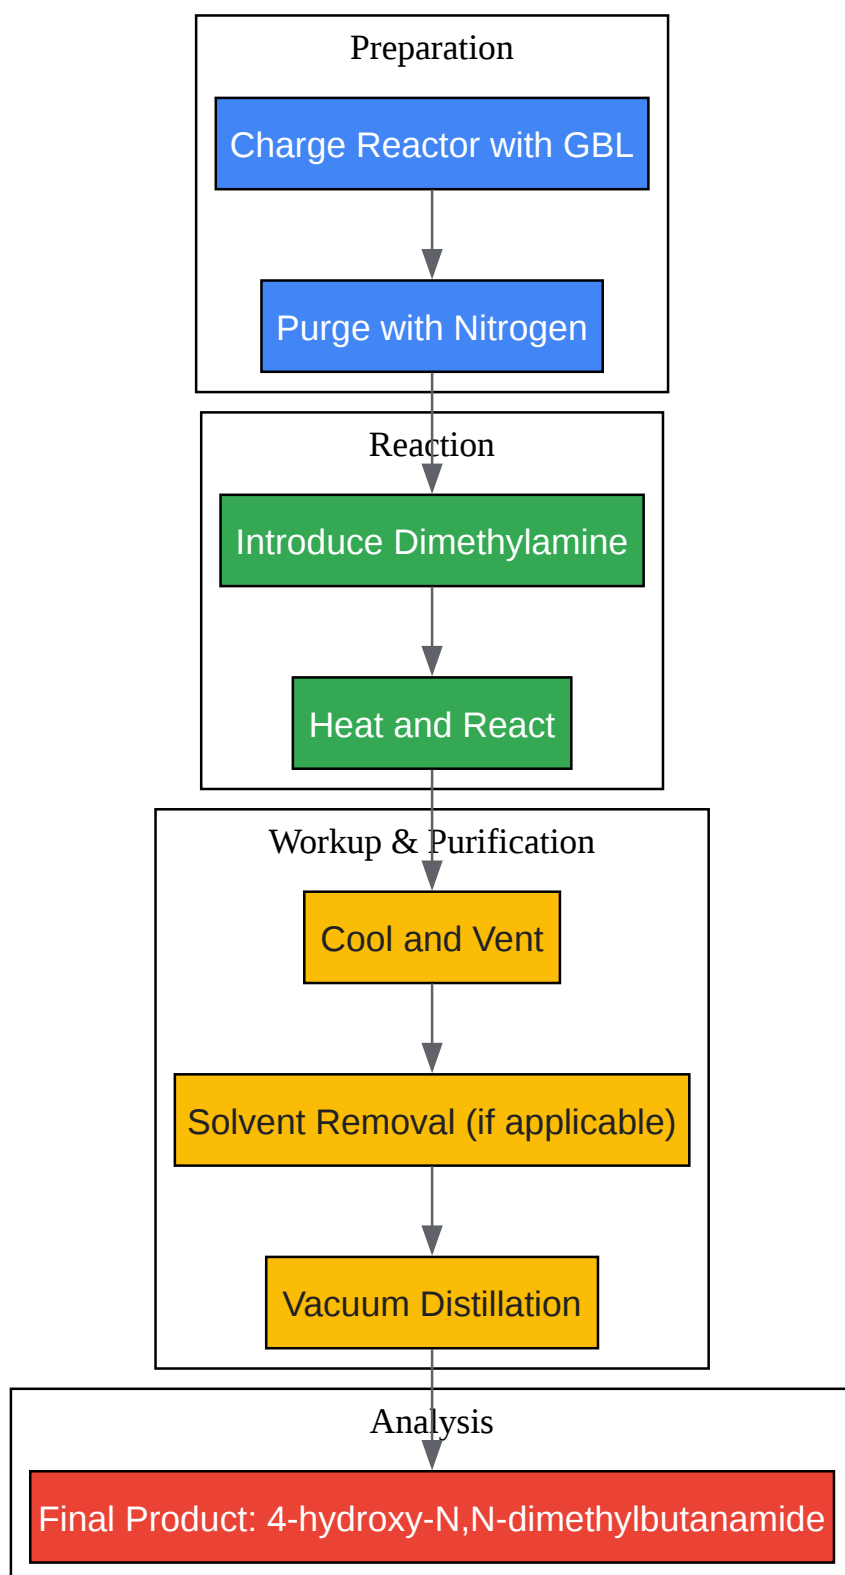 Preparation
Charge Reactor with GBL
Purge with Nitrogen
Reaction
Introduce Dimethylamine
Heat and React
Workup & Purification
Cool and Vent
Solvent Removal (if applicable)
Vacuum Distillation
Analysis
Final Product: 4-hydroxy-N,N-dimethylbutanamide